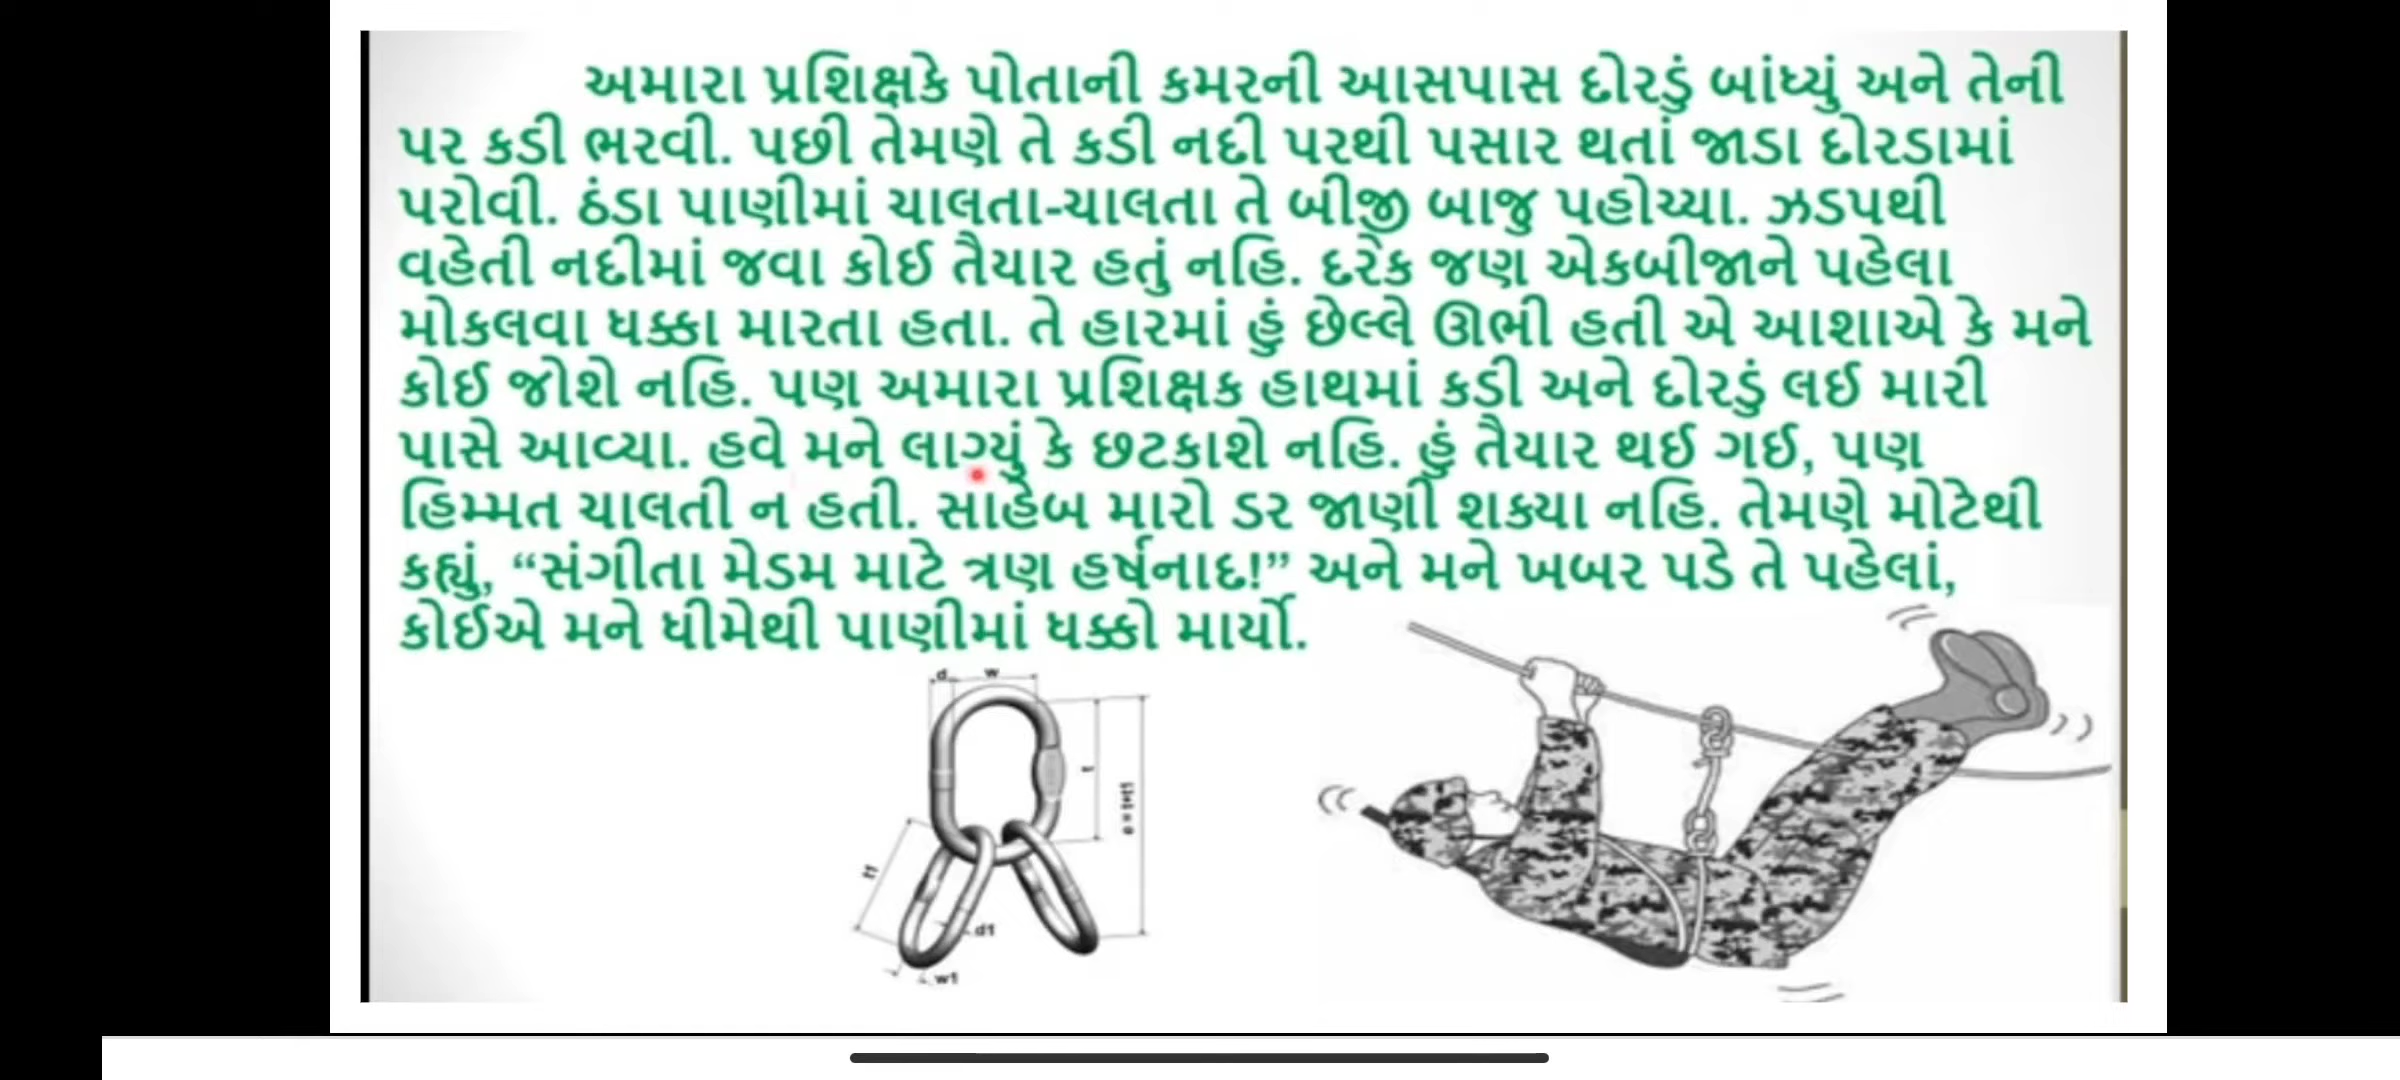 અમારા પ્રશિક્ષકે પોતાની કમરની આસપાસ દોરડું બાંધ્યું અને તેની
પર કડી ભરવી. પછી તેમણે તે કડી નદી પરથી પસાર થતાં જાડા દોરડામાં
પરોવી. ઠંડા પાણીમાં ચાલતા-ચાલતા તે બીજી બાજુ પહોચ્યા. ઝડપથી
વહેતી નદીમાં જવા કોઈ તૈયાર હતું નહિ. દરેક જણ એકબીજાને પહેલા
મોકલવા ધક્કા મારતા હતા. તે હારમાં હું છેલ્લે ઊભી હતી એ આશાએ કે મને
કોઈ જોશે નહિ. પણ અમારા પ્રશિક્ષક હાથમાં કડી અને દોરડું લઈ મારી
પાસે આવ્યા. હવે મને લાગ્યું કે છટકાશે નહિ. હું તૈયાર થઈ ગઈ, પણ
હિમ્મત ચાલતી ન હતી. સાહેબ મારો ડર જાણી શક્યા નહિ. તેમણે મોટેથી
કહ્યું, “સંગીતા મેડમ માટે ત્રણ હર્ષનાદ!” અને મને ખબર પડે તે પહેલાં,
કોઈએ મને ધીમેથી પાણીમાં ધક્કો માર્યો.
d w
t
e=t+t1
t1
d1
w1